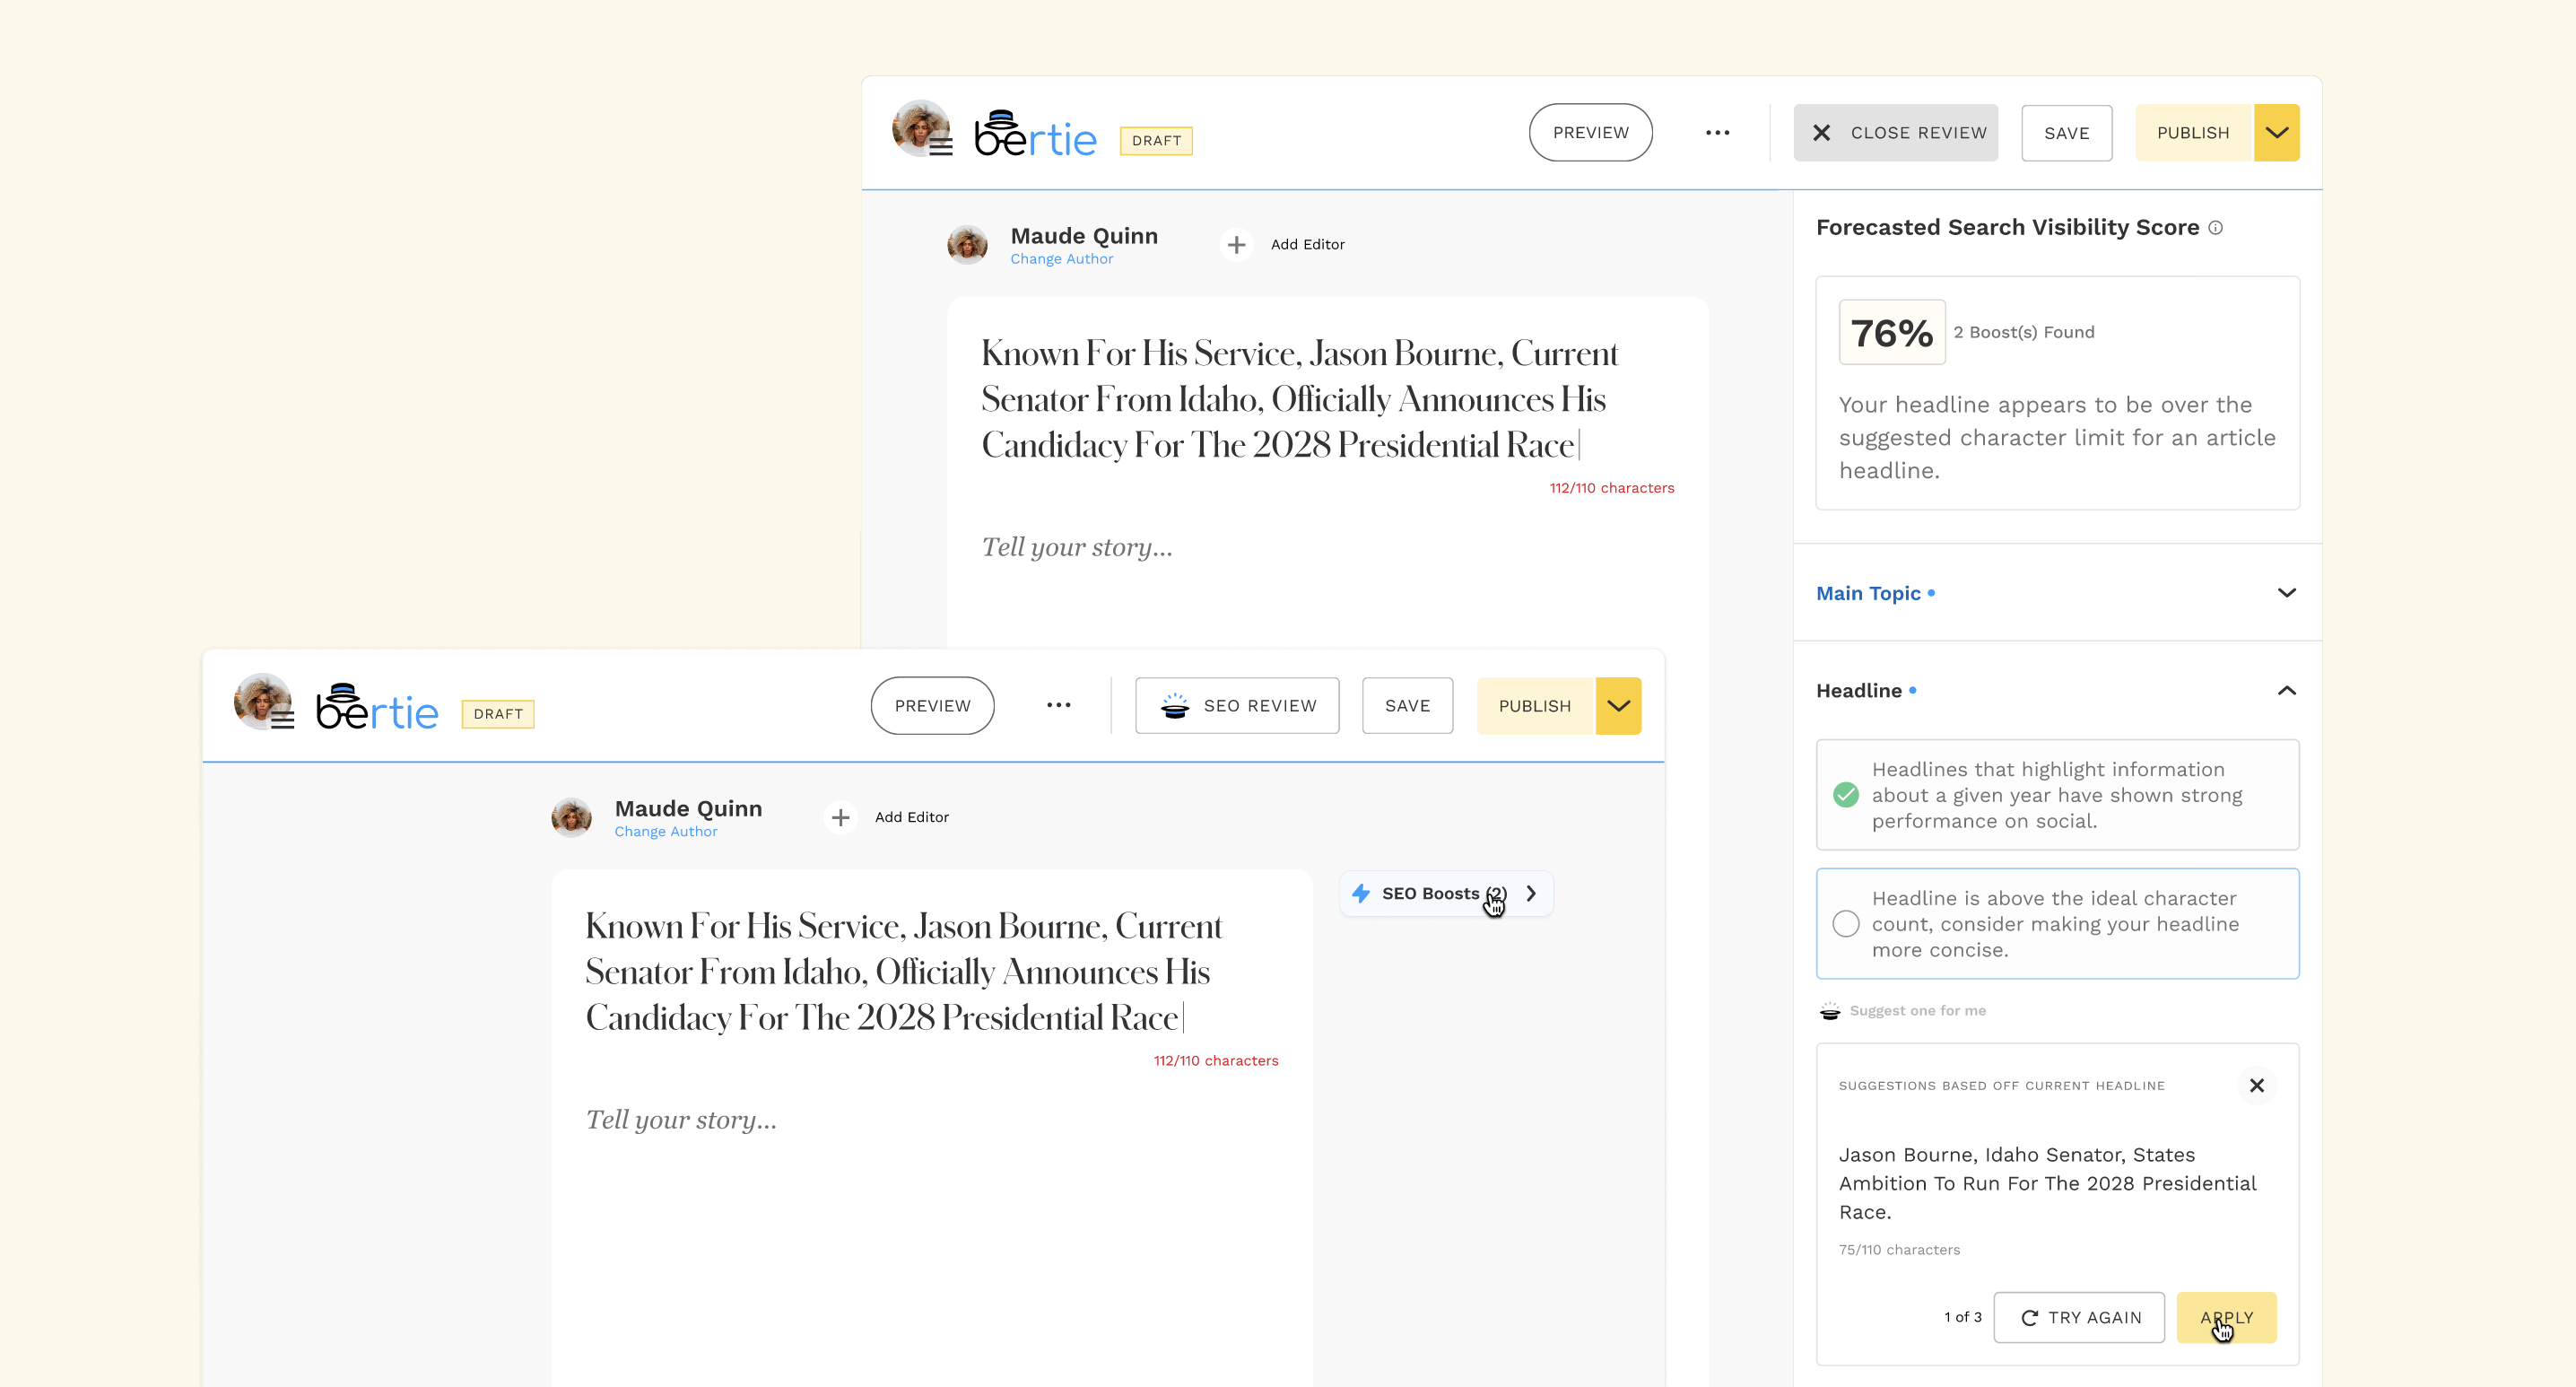 bertie
DRAFT
PREVIEW
CLOSE REVIEW
SAVE
PUBLISH
Maude Quinn
Change Author
Add Editor
Known For His Service, Jason Bourne, Current
Senator From Idaho, Officially Announces His
Candidacy For The 2028 Presidential Race
112/110 characters
Tell your story...
Forecasted Search Visibility Score
76%
2 Boost(s) Found
Your headline appears to be over the
suggested character limit for an article
headline.
Main Topic
Headline
Headlines that highlight information
about a given year have shown strong
performance on social.
Headline is above the ideal character
count, consider making your headline
more concise.
Suggest one for me
SUGGESTIONS BASED OFF CURRENT HEADLINE
Jason Bourne, Idaho Senator, States
Ambition To Run For The 2028 Presidential
Race.
75/110 characters
1 of 3
TRY AGAIN
APPLY
bertie
DRAFT
PREVIEW
SEO REVIEW
SAVE
PUBLISH
Maude Quinn
Change Author
Add Editor
Known For His Service, Jason Bourne, Current
Senator From Idaho, Officially Announces His
Candidacy For The 2028 Presidential Race
112/110 characters
Tell your story...
SEO Boosts (2)